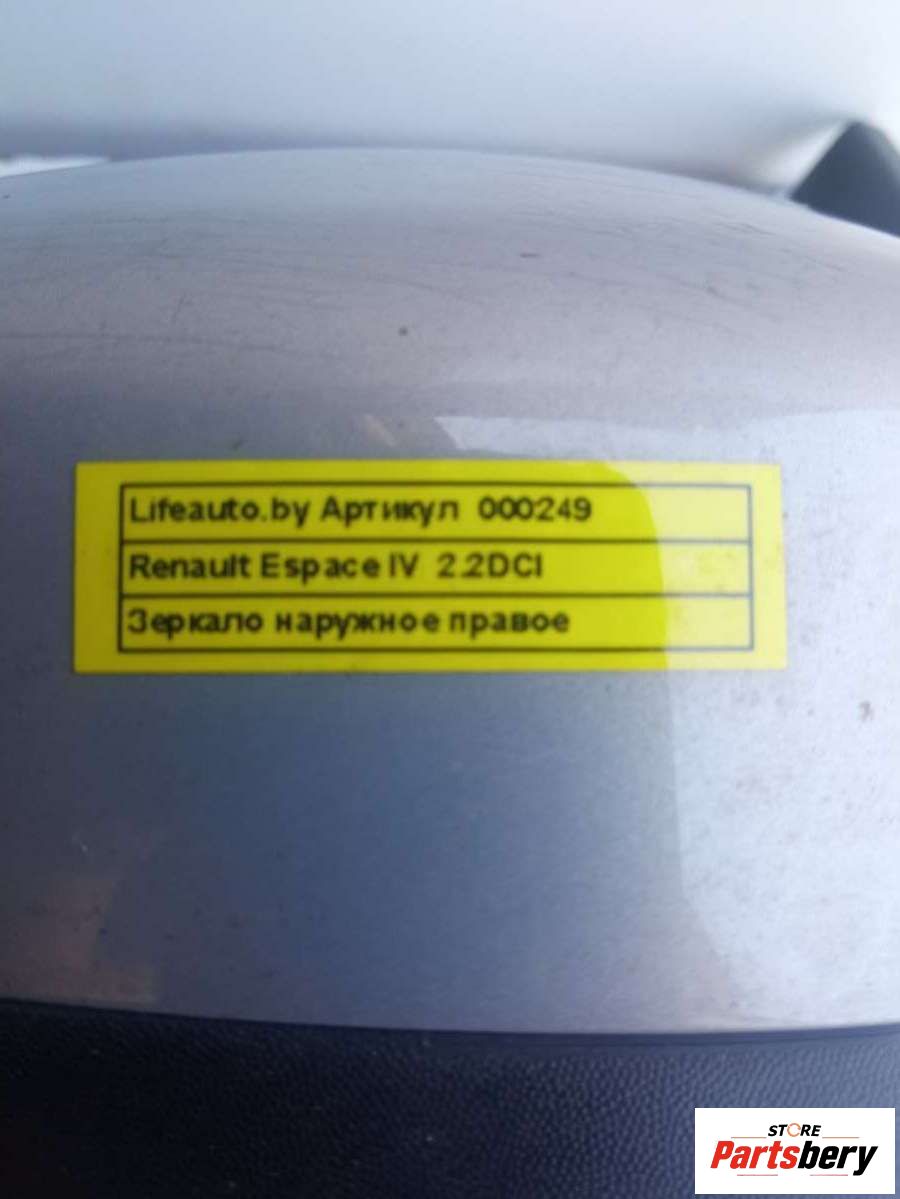 Lifeauto.by Артикул 000249
Renault Espace IV 2.2DCI
Зеркало наружное правое
STORE
Partsbery